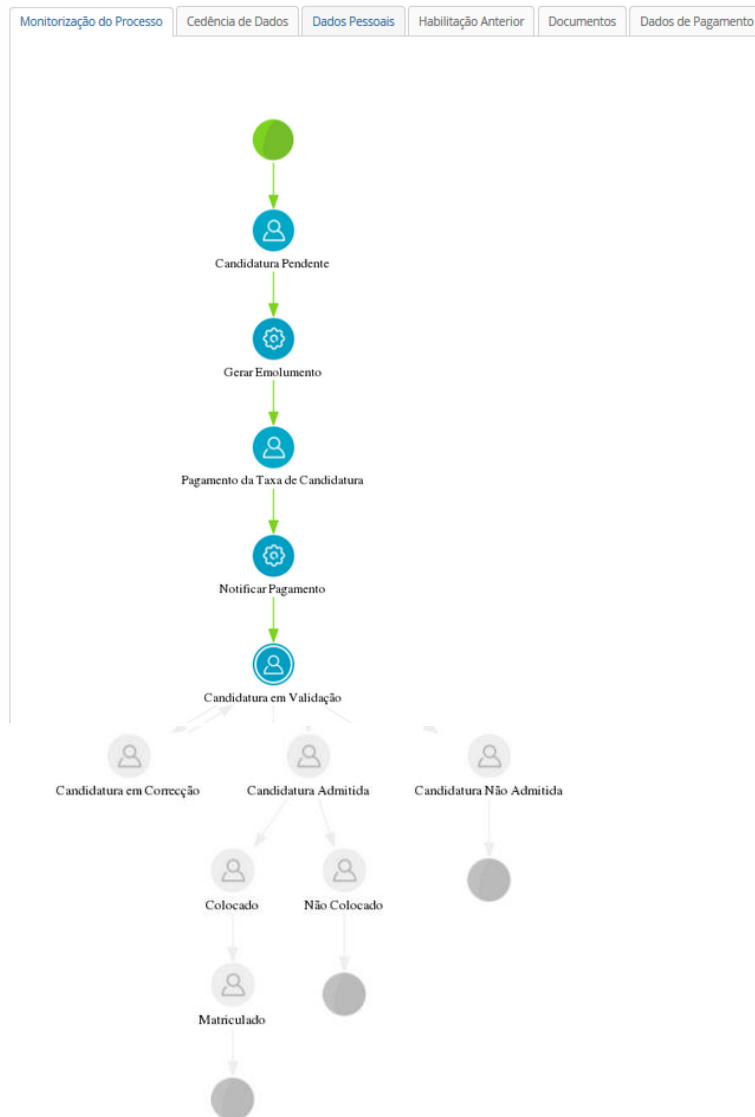 Monitorização do Processo
Cedência de Dados
Dados Pessoais
Habilitação Anterior
Documentos
Dados de Pagamento
Candidatura Pendente
Gerar Emolumento
Pagamento da Taxa de Candidatura
Notificar Pagamento
Candidatura em Validação
Candidatura em Correcção
Candidatura Admitida
Candidatura Não Admitida
Colocado
Não Colocado
Matriculado